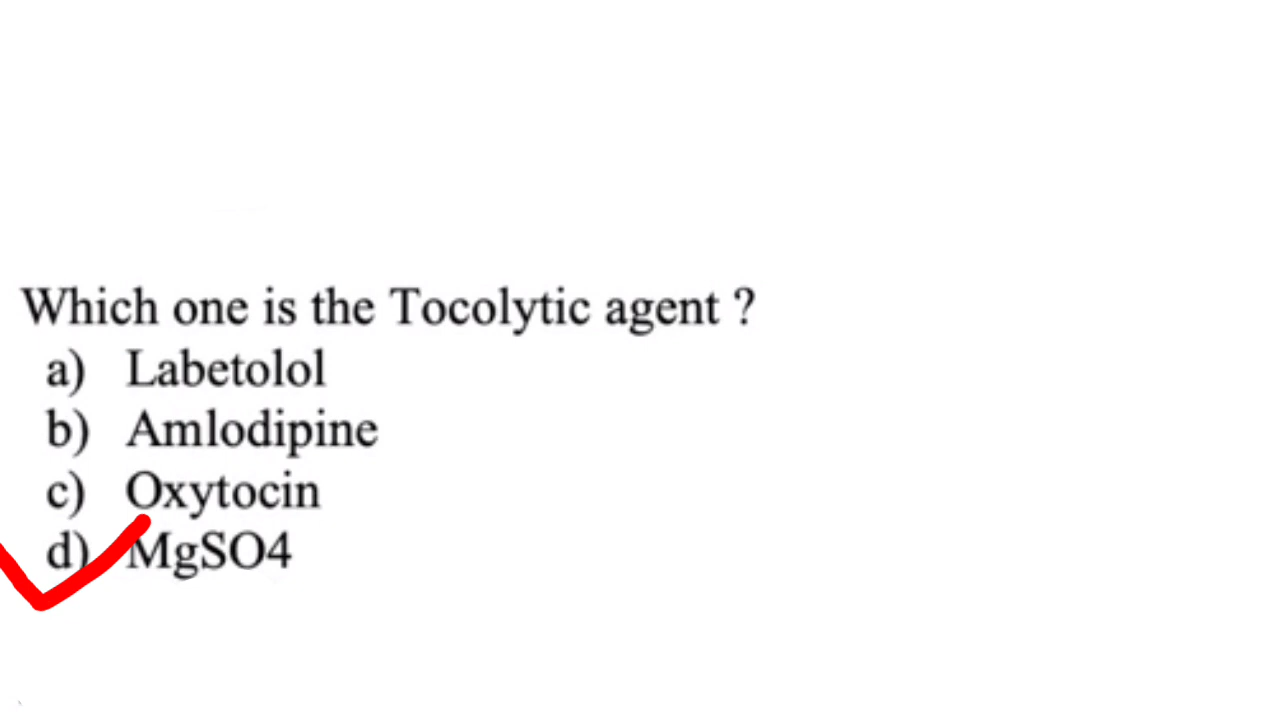 Which one is the Tocolytic agent ?
a) Labetolol
b) Amlodipine
c) Oxytocin
d) MgSO4